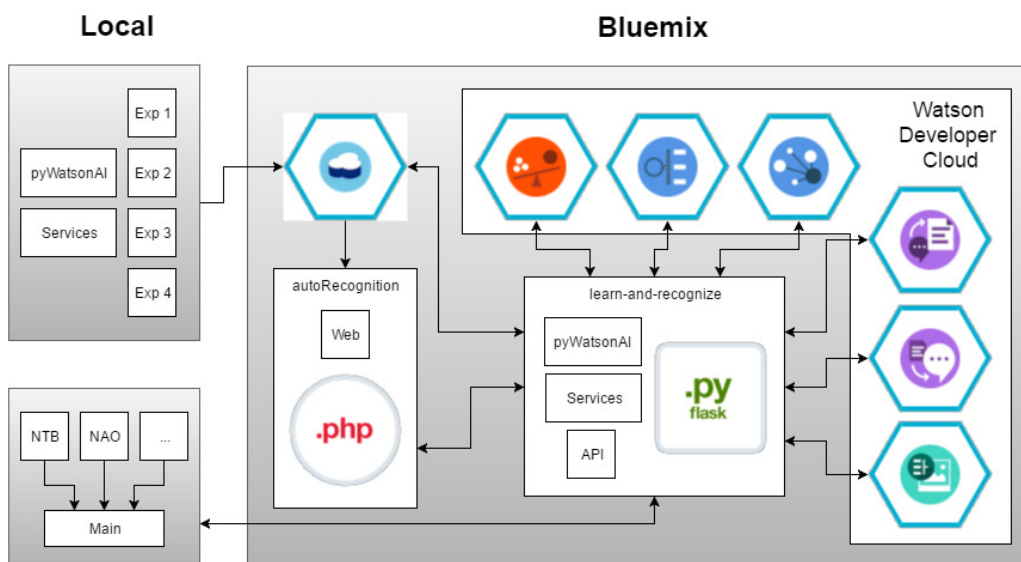 Local
Bluemix
Exp 1
pyWatsonAI
Exp 2
Services
Exp 3
Exp 4
NTB
NAO
...
Main
autoRecognition
Web
.php
learn-and-recognize
pyWatsonAI
Services
API
.py
flask
Watson
Developer
Cloud